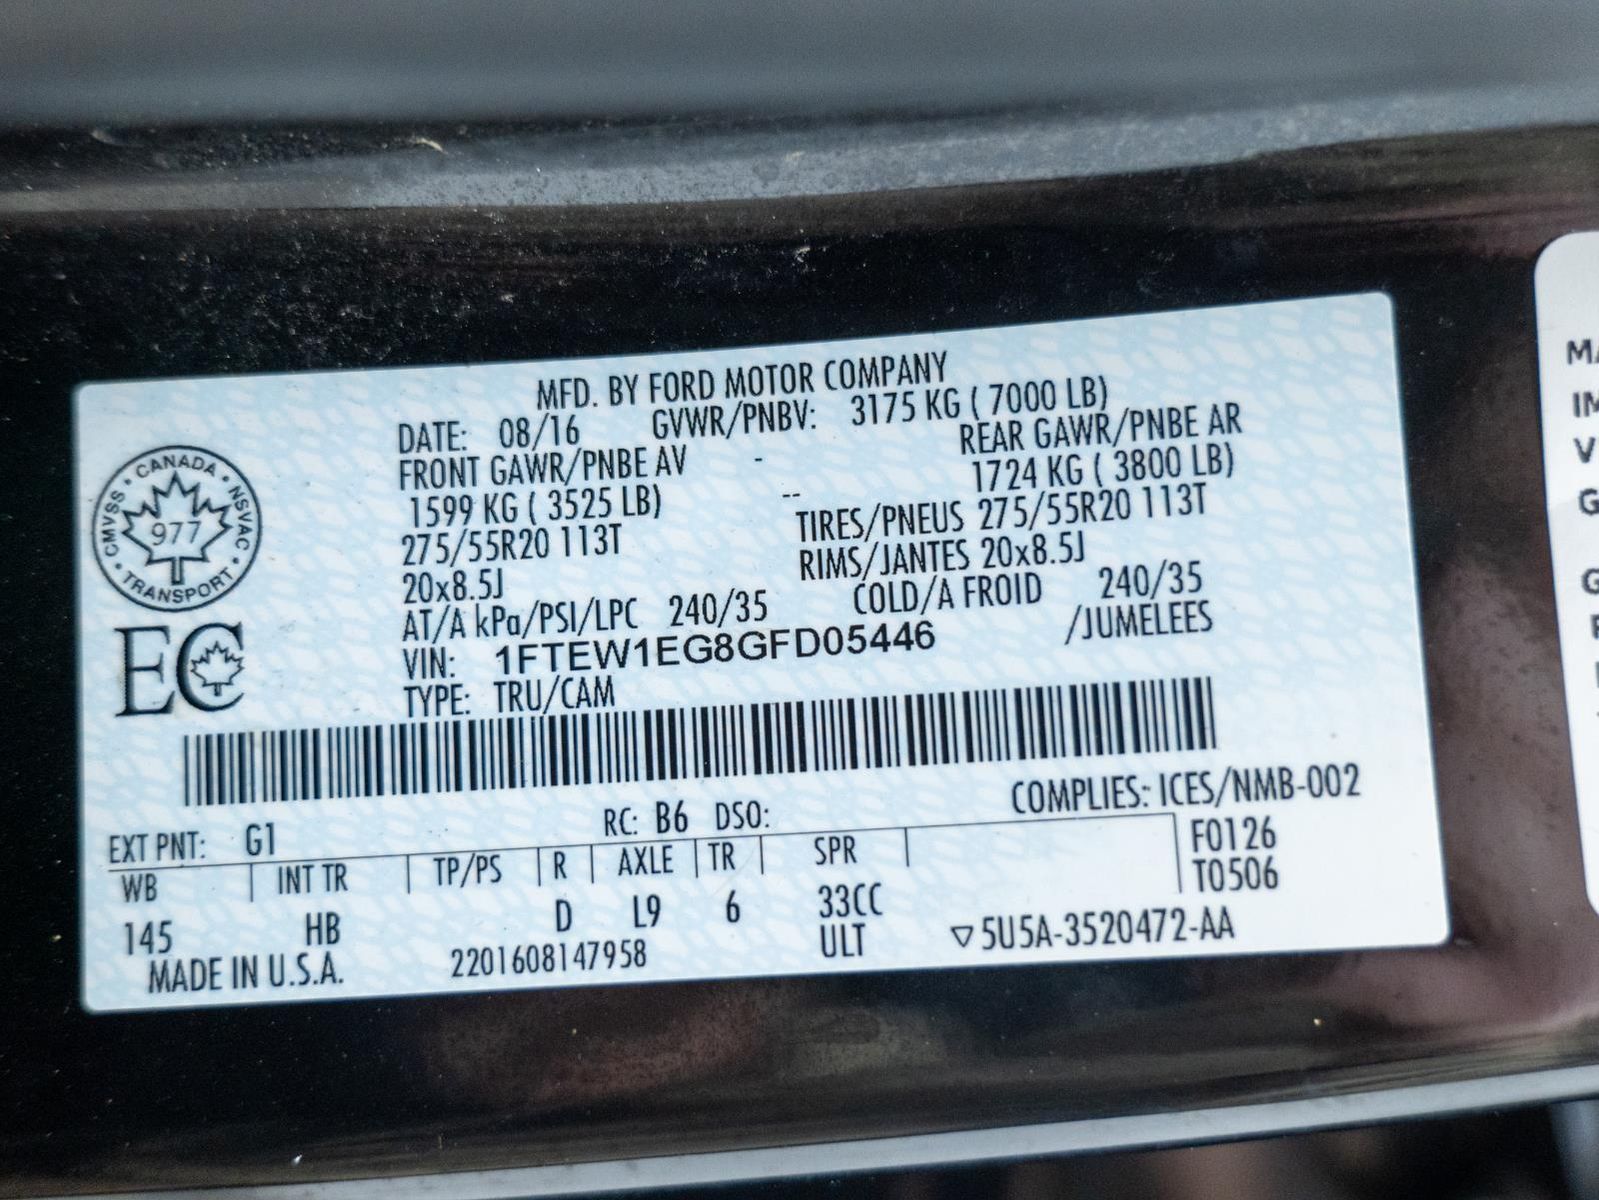 MFD. BY FORD MOTOR COMPANY
DATE: 08/16 GVWR/PNBV: 3175 KG ( 7000 LB)
FRONT GAWR/PNBE AV - REAR GAWR/PNBE AR
1599 KG ( 3525 LB) -- 1724 KG ( 3800 LB)
275/55R20 113T TIRES/PNEUS 275/55R20 113T
20x8.5J RIMS/JANTES 20x8.5J
AT/A kPa/PSI/LPC 240/35 COLD/A FROID 240/35
VIN: 1FTEW1EG8GFD05446 /JUMELEES
TYPE: TRU/CAM
CANADA
CMVSS • NSVAC
977
TRANSPORT
EC
COMPLIES: ICES/NMB-002
EXT PNT: G1 RC: B6 DSO:
F0126
WB | INT TR | TP/PS | R | AXLE | TR | SPR |
T0506
145 HB D L9 6 33CC
MADE IN U.S.A. 2201608147958 ULT ▽5U5A-3520472-AA